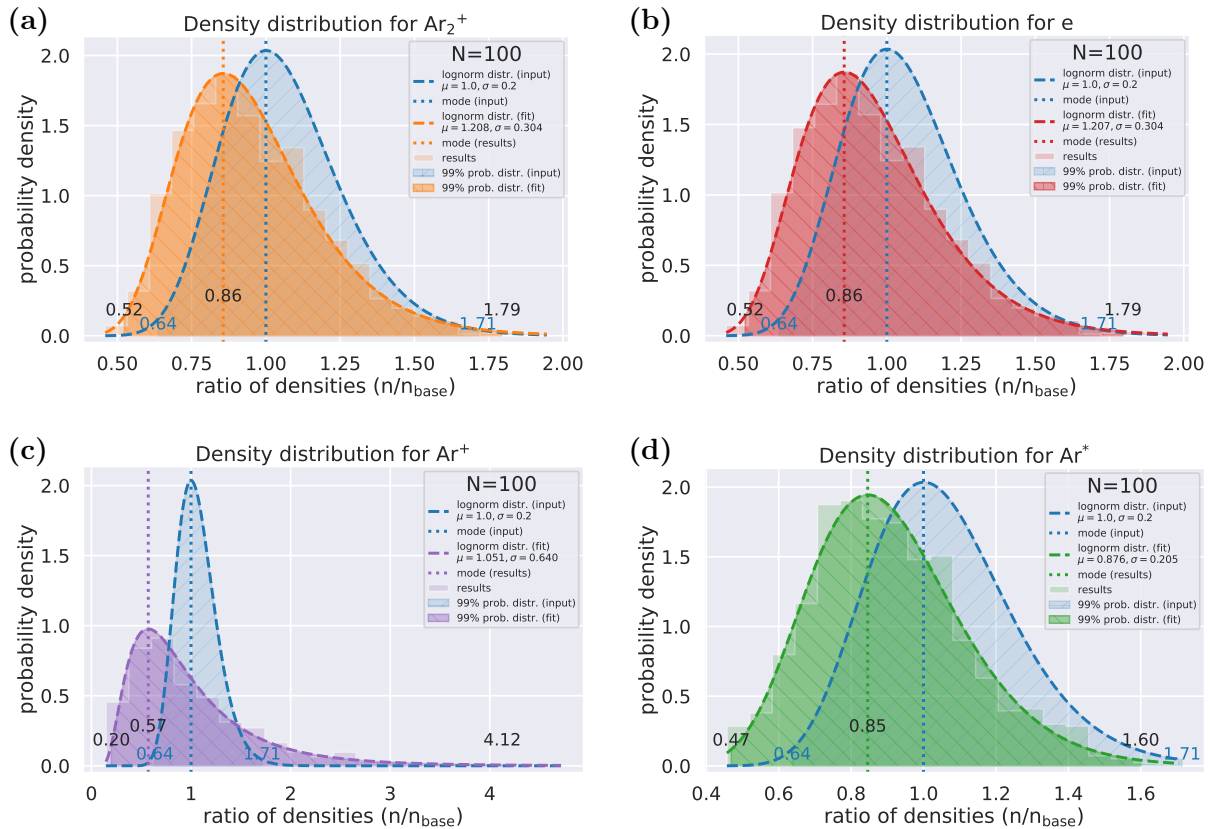 (a)
Density distribution for Ar₂⁺
probability density
2.0
1.5
1.0
0.5
0.0
N=100
lognorm distr. (input)
μ = 1.0, σ = 0.2
mode (input)
lognorm distr. (fit)
μ = 1.208, σ = 0.304
mode (results)
results
99% prob. distr. (input)
99% prob. distr. (fit)
0.52
0.86
1.79
0.64
1.71
0.50 0.75 1.00 1.25 1.50 1.75 2.00
ratio of densities (n/n_base)
(b)
Density distribution for e
probability density
2.0
1.5
1.0
0.5
0.0
N=100
lognorm distr. (input)
μ = 1.0, σ = 0.2
mode (input)
lognorm distr. (fit)
μ = 1.207, σ = 0.304
mode (results)
results
99% prob. distr. (input)
99% prob. distr. (fit)
0.52
0.86
1.79
0.64
1.71
0.50 0.75 1.00 1.25 1.50 1.75 2.00
ratio of densities (n/n_base)
(c)
Density distribution for Ar⁺
probability density
2.0
1.5
1.0
0.5
0.0
N=100
lognorm distr. (input)
μ = 1.0, σ = 0.2
mode (input)
lognorm distr. (fit)
μ = 1.051, σ = 0.640
mode (results)
results
99% prob. distr. (input)
99% prob. distr. (fit)
0.57
0.20
4.12
0.64
1.71
0 1 2 3 4
ratio of densities (n/n_base)
(d)
Density distribution for Ar*
probability density
2.0
1.5
1.0
0.5
0.0
N=100
lognorm distr. (input)
μ = 1.0, σ = 0.2
mode (input)
lognorm distr. (fit)
μ = 0.876, σ = 0.205
mode (results)
results
99% prob. distr. (input)
99% prob. distr. (fit)
0.85
0.47
1.60
0.64
1.71
0.4 0.6 0.8 1.0 1.2 1.4 1.6
ratio of densities (n/n_base)